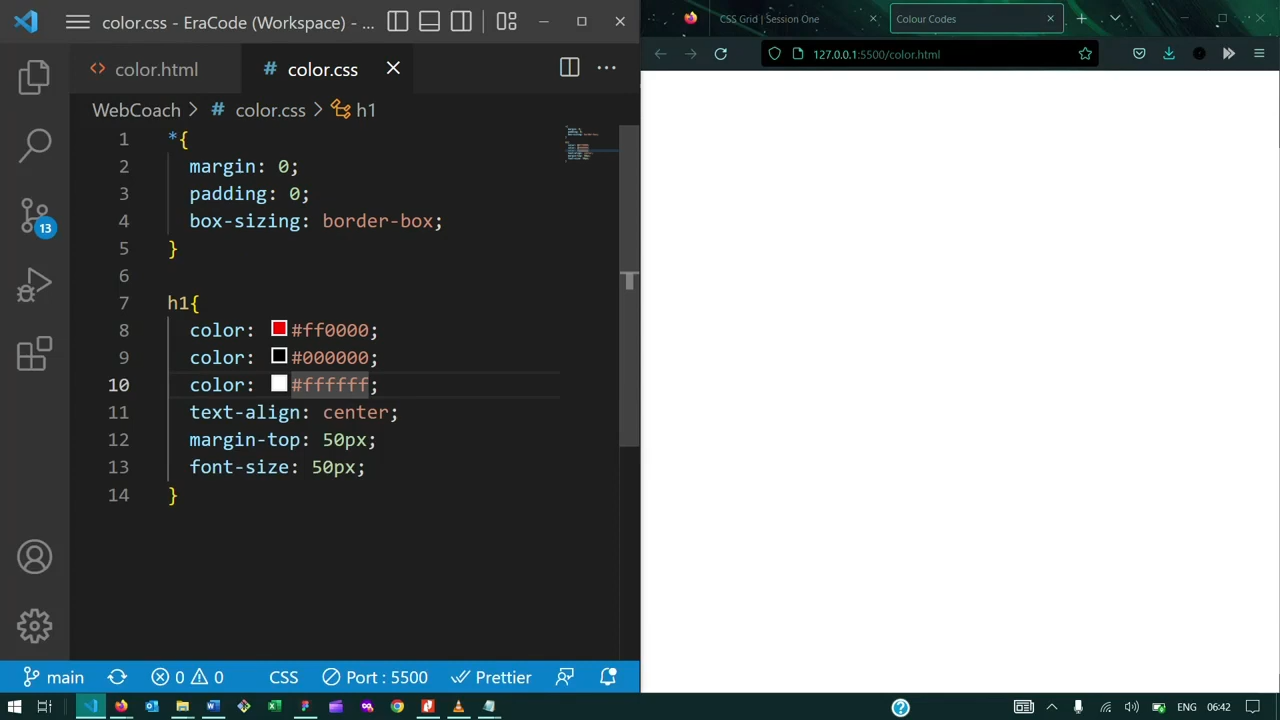 color.css - EraCode (Workspace) - ...
CSS Grid | Session One
Colour Codes
color.html
# color.css
...
127.0.0.1:5500/color.html
WebCoach > # color.css > h1
1 *{
2 margin: 0;
3 padding: 0;
4 box-sizing: border-box;
5 }
6
7 h1{
8 color: #ff0000;
9 color: #000000;
10 color: #ffffff;
11 text-align: center;
12 margin-top: 50px;
13 font-size: 50px;
14 }
13
main
0
0
CSS
Port : 5500
Prettier
ENG
06:42